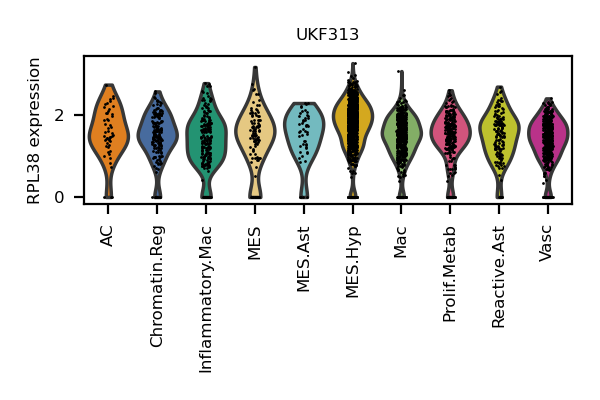 UKF313
RPL38 expression
2
0
AC
Chromatin.Reg
Inflammatory.Mac
MES
MES.Ast
MES.Hyp
Mac
Prolif.Metab
Reactive.Ast
Vasc